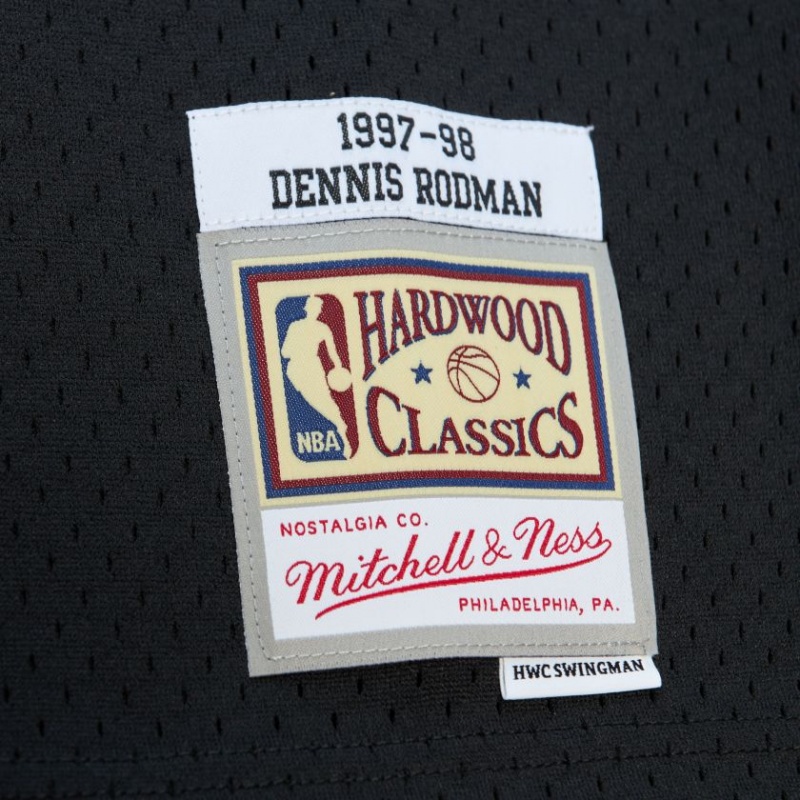 1997-98
DENNIS RODMAN
HARDWOOD
CLASSICS
NBA
NOSTALGIA CO.
Mitchell & Ness
PHILADELPHIA, PA.
HWC SWINGMAN